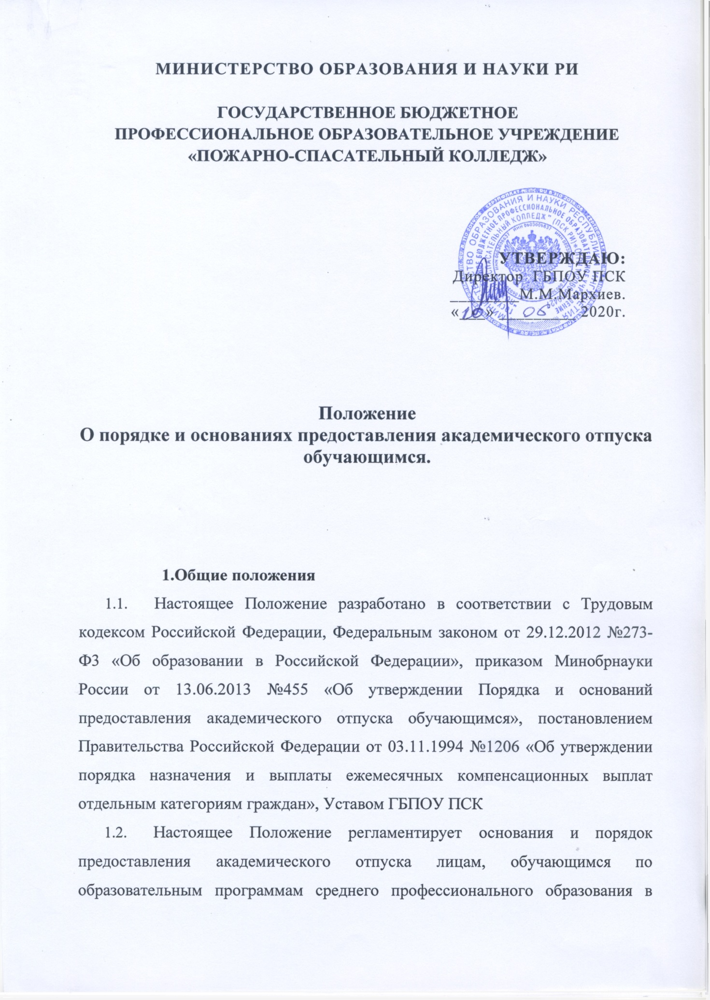 МИНИСТЕРСТВО ОБРАЗОВАНИЯ И НАУКИ РИ
ГОСУДАРСТВЕННОЕ БЮДЖЕТНОЕ
ПРОФЕССИОНАЛЬНОЕ ОБРАЗОВАТЕЛЬНОЕ УЧРЕЖДЕНИЕ
«ПОЖАРНО-СПАСАТЕЛЬНЫЙ КОЛЛЕДЖ»
УТВЕРЖДАЮ:
Директор ГБПОУ ПСК
_________М.М.Мархиев.
«10» 06 2020г.
Положение
О порядке и основаниях предоставления академического отпуска
обучающимся.
1.Общие положения
1.1. Настоящее Положение разработано в соответствии с Трудовым
кодексом Российской Федерации, Федеральным законом от 29.12.2012 №273-
ФЗ «Об образовании в Российской Федерации», приказом Минобрнауки
России от 13.06.2013 №455 «Об утверждении Порядка и оснований
предоставления академического отпуска обучающимся», постановлением
Правительства Российской Федерации от 03.11.1994 №1206 «Об утверждении
порядка назначения и выплаты ежемесячных компенсационных выплат
отдельным категориям граждан», Уставом ГБПОУ ПСК
1.2. Настоящее Положение регламентирует основания и порядок
предоставления академического отпуска лицам, обучающимся по
образовательным программам среднего профессионального образования в